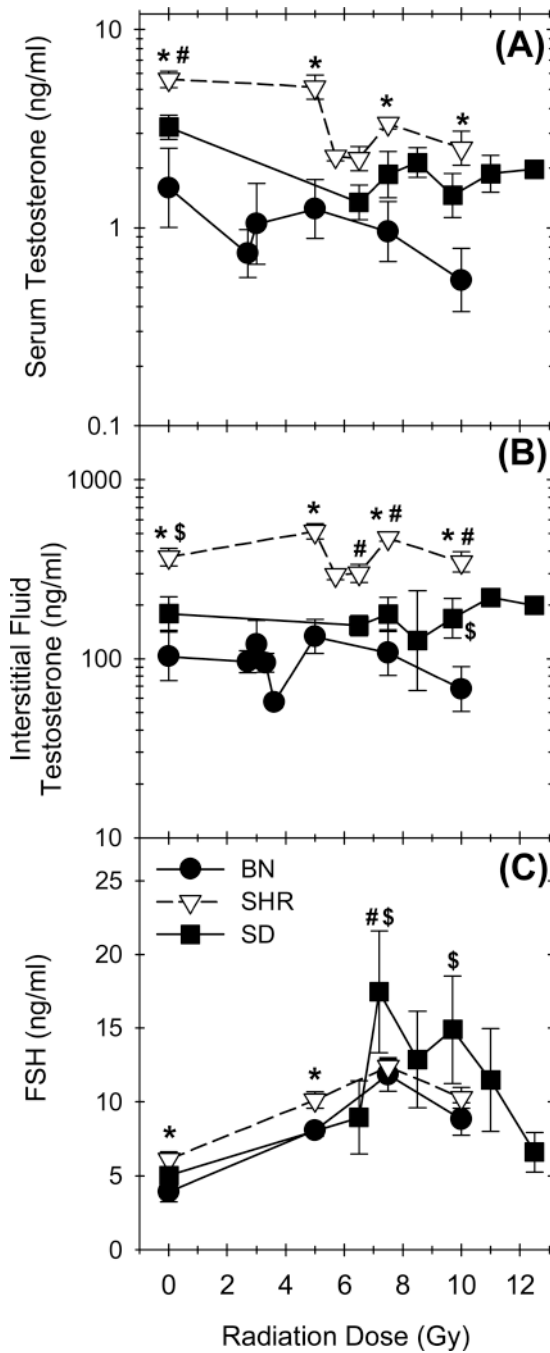 (A)
Serum Testosterone (ng/ml)
10
1
0.1
* #
*
*
*
(B)
Interstitial Fluid
Testosterone (ng/ml)
1000
100
10
* $
*
#
* #
* #
$
(C)
FSH (ng/ml)
25
20
15
10
5
0
BN
SHR
SD
*
*
# $
$
0 2 4 6 8 10 12
Radiation Dose (Gy)